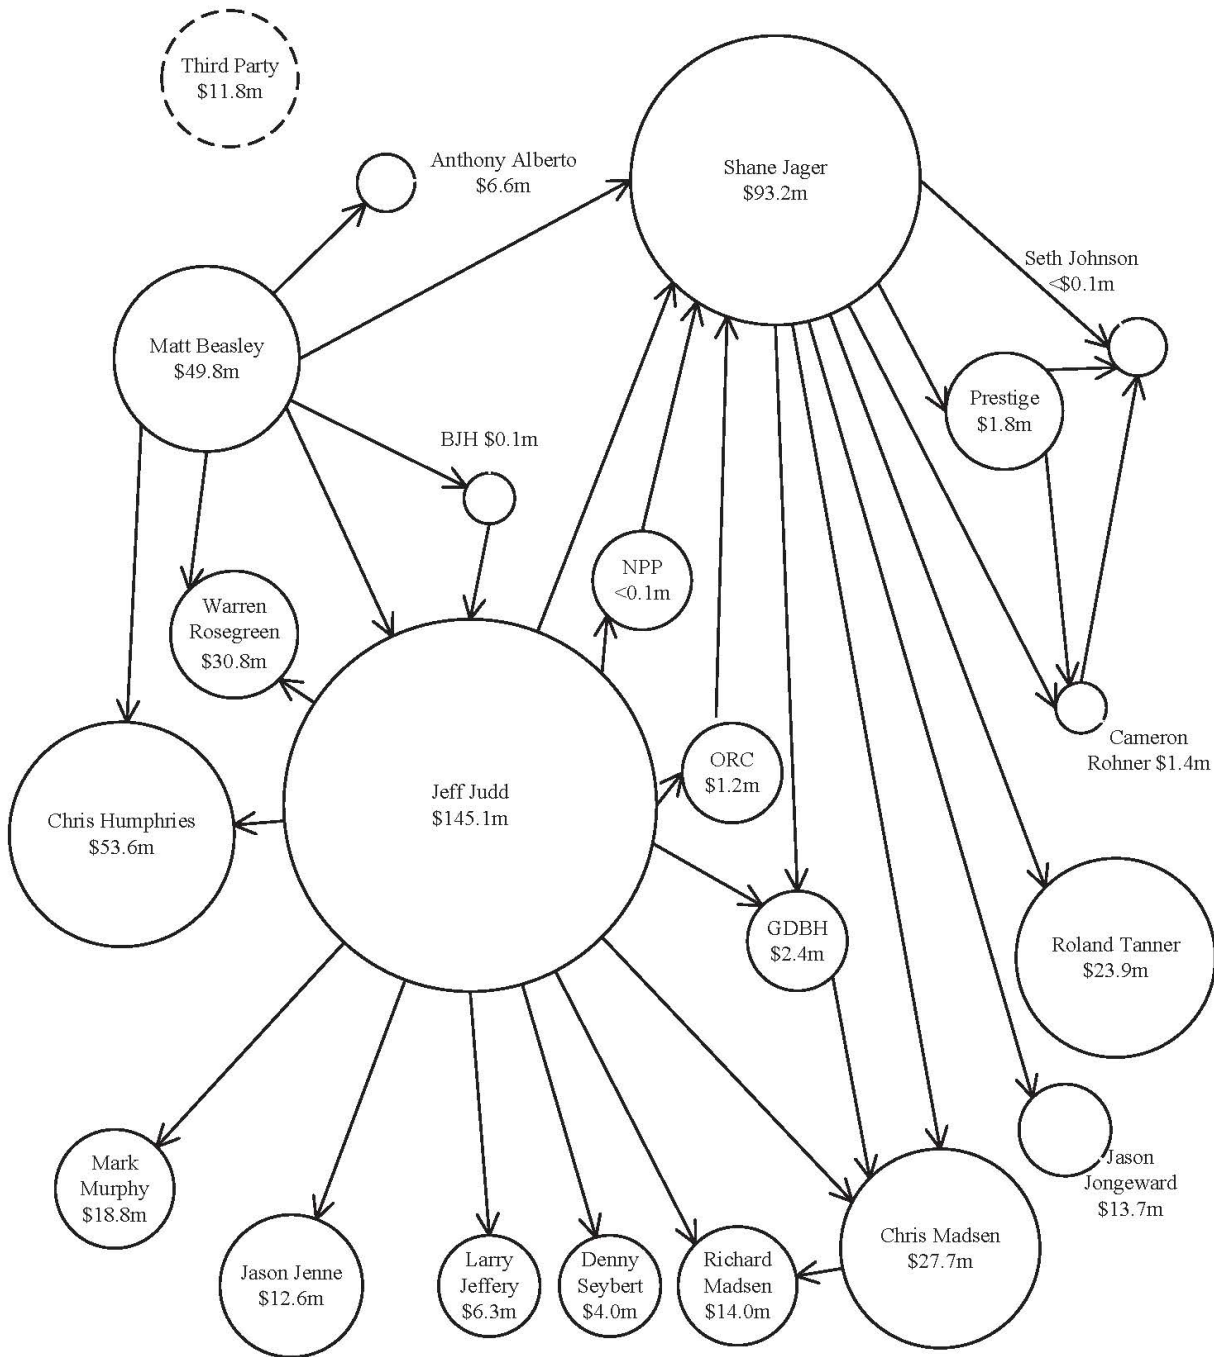 Third Party
$11.8m
Anthony Alberto
$6.6m
Shane Jager
$93.2m
Seth Johnson
<$0.1m
Matt Beasley
$49.8m
Prestige
$1.8m
BJH $0.1m
NPP
<0.1m
Warren
Rosegreen
$30.8m
Cameron
Rohner $1.4m
ORC
$1.2m
Jeff Judd
$145.1m
Chris Humphries
$53.6m
GDBH
$2.4m
Roland Tanner
$23.9m
Jason
Jongeward
$13.7m
Mark
Murphy
$18.8m
Chris Madsen
$27.7m
Jason Jenne
$12.6m
Larry
Jeffery
$6.3m
Denny
Seybert
$4.0m
Richard
Madsen
$14.0m